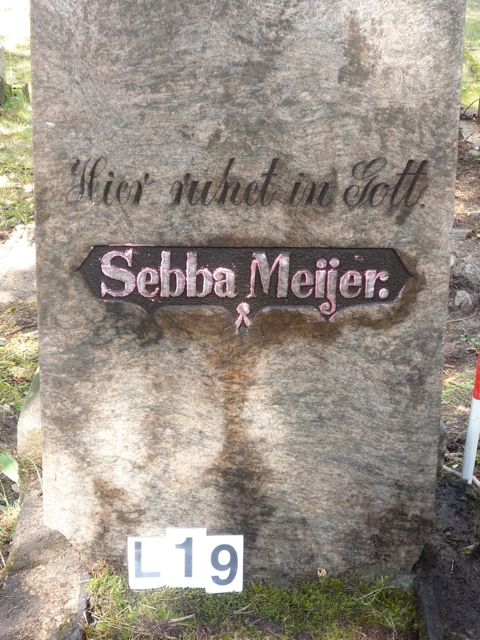 Hier ruhet in Gott.
Sebba Meijer.
L 19